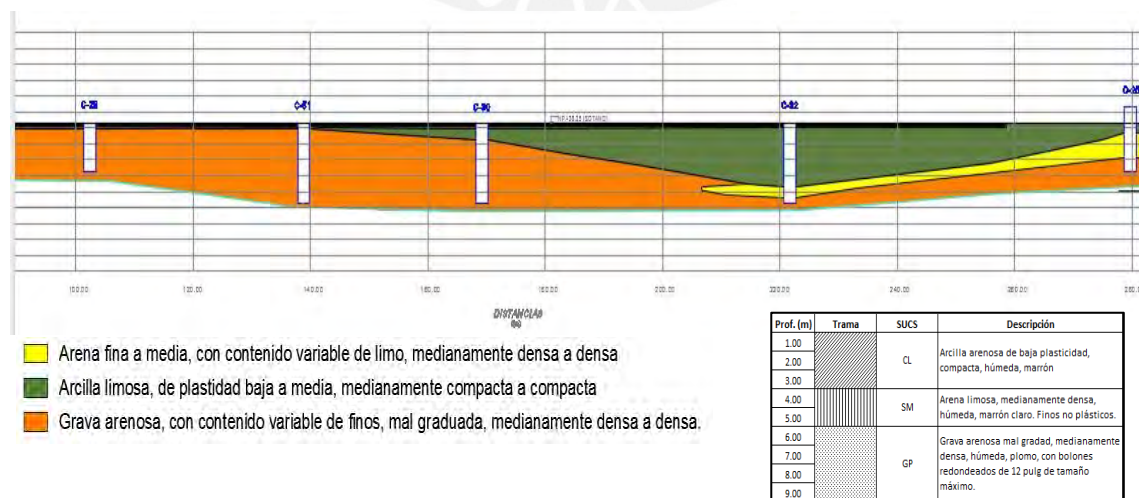 C-51
C-90
C-92
100.00
120.00
140.00
160.00
180.00
200.00
220.00
240.00
260.00
DISTANCIAS
(m)
Arena fina a media, con contenido variable de limo, medianamente densa a densa
Arcilla limosa, de plastidad baja a media, medianamente compacta a compacta
Grava arenosa, con contenido variable de finos, mal graduada, medianamente densa a densa.
Prof. (m) Trama SUCS Descripción
1.00
2.00
3.00
CL
Arcilla arenosa de baja plasticidad,
compacta, húmeda, marrón
4.00
5.00
SM
Arena limosa, medianamente densa,
húmeda, marrón claro. Finos no plásticos.
6.00
7.00
8.00
9.00
GP
Grava arenosa mal gradad, medianamente
densa, húmeda, plomo, con bolones
redondeados de 12 pulg de tamaño
máximo.